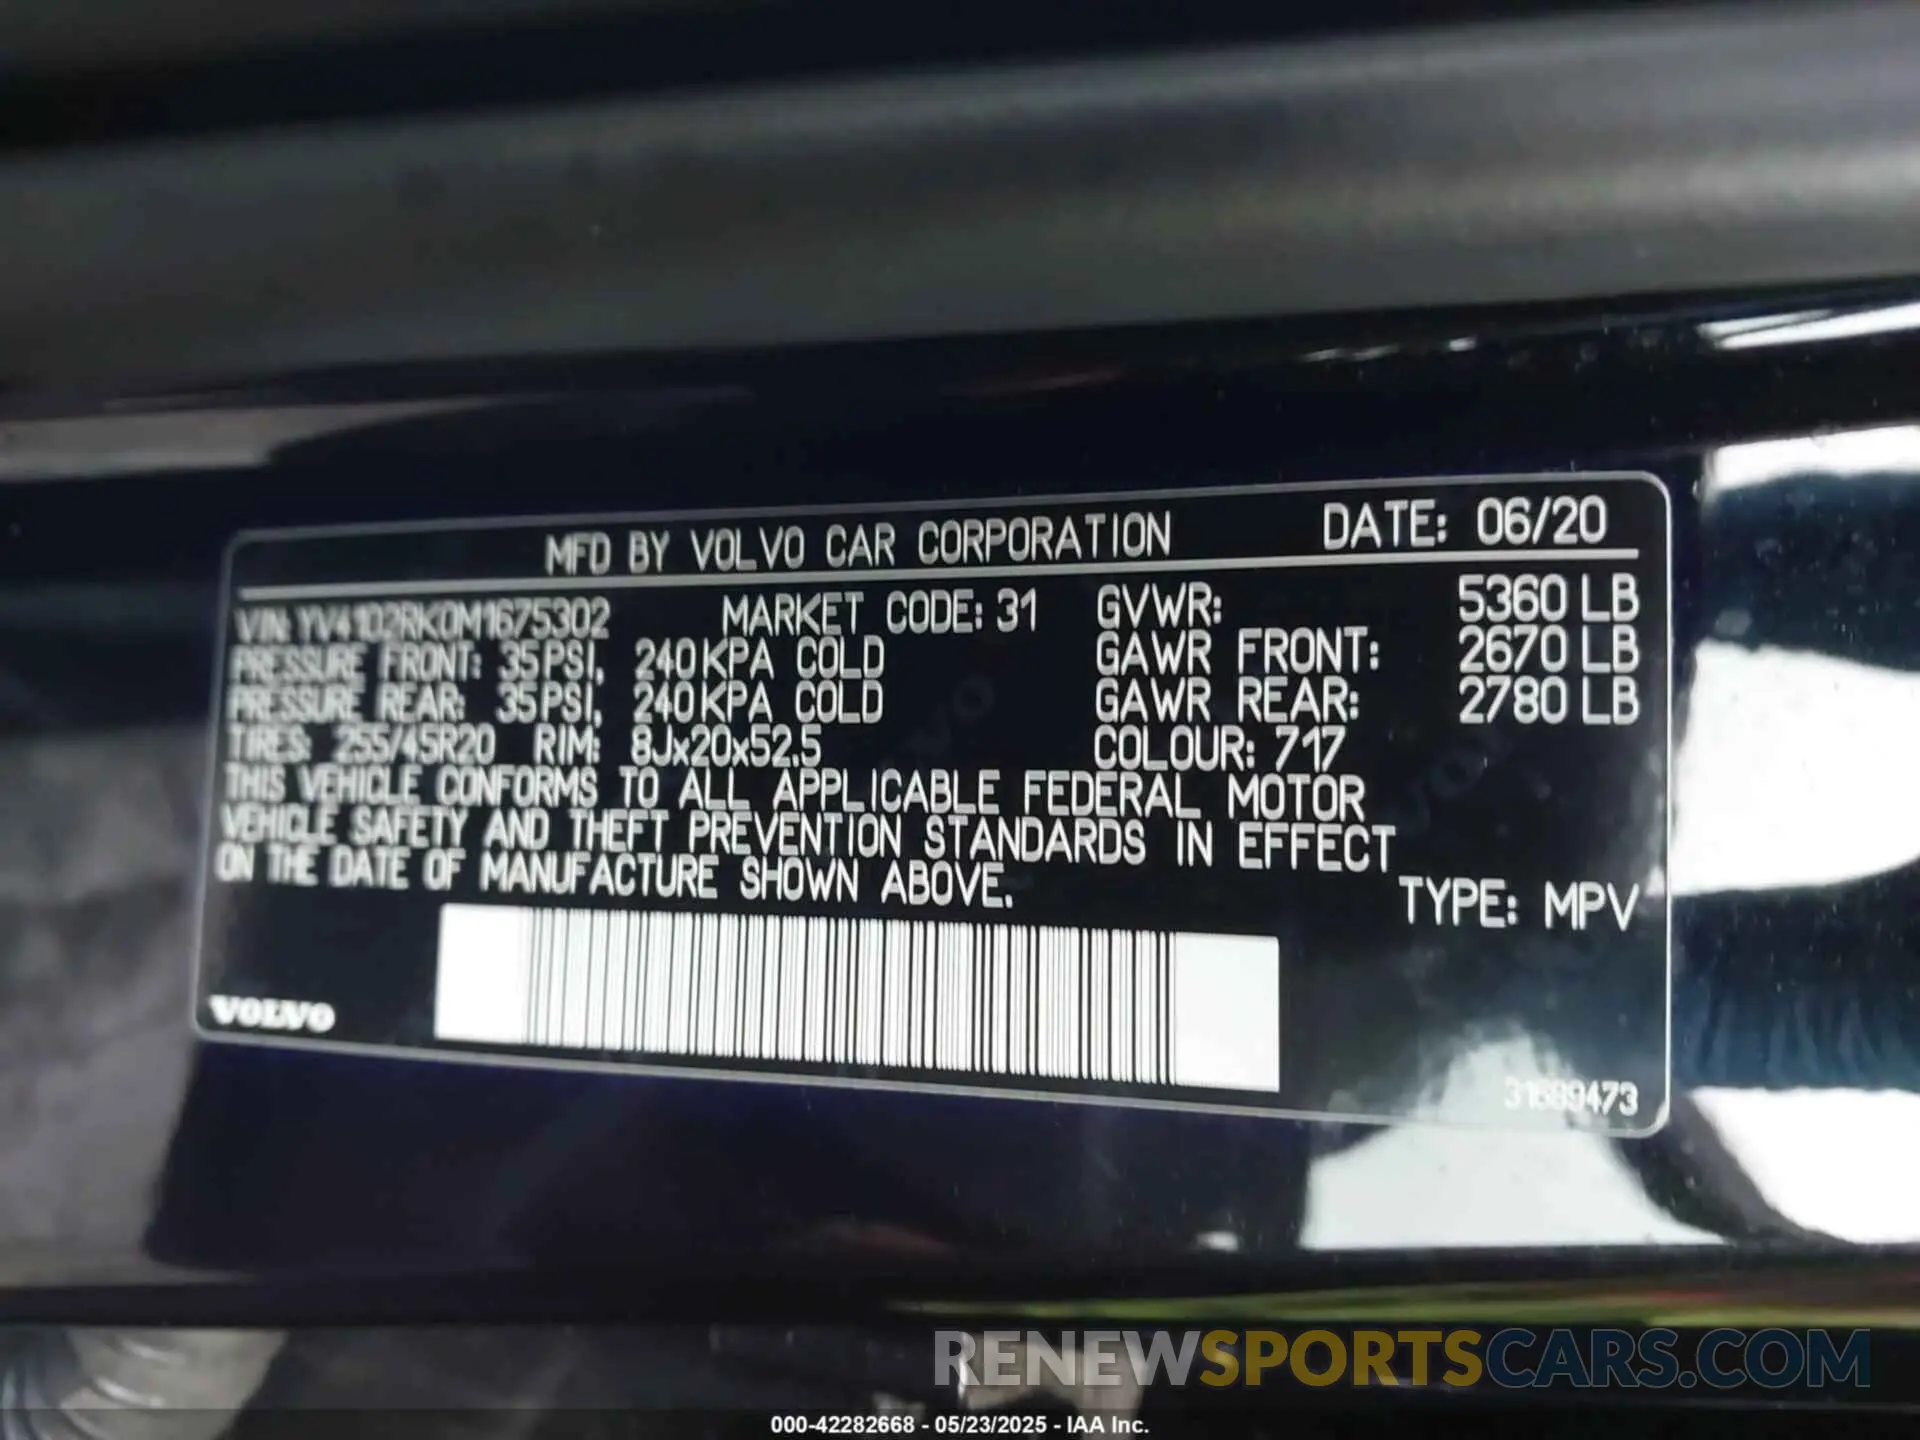 MFD BY VOLVO CAR CORPORATION DATE: 06/20
VIN: YV4102RK0M1675302 MARKET CODE: 31 GVWR: 5360 LB
PRESSURE FRONT: 35 PSI, 240 KPA COLD GAWR FRONT: 2670 LB
PRESSURE REAR: 35 PSI, 240 KPA COLD GAWR REAR: 2780 LB
TIRES: 255/45R20 RIM: 8Jx20x52.5 COLOUR: 717
THIS VEHICLE CONFORMS TO ALL APPLICABLE FEDERAL MOTOR
VEHICLE SAFETY AND THEFT PREVENTION STANDARDS IN EFFECT
ON THE DATE OF MANUFACTURE SHOWN ABOVE.
TYPE: MPV
VOLVO
31689473
RENEWSPORTSCARS.COM
000-42282668 - 05/23/2025 - IAA Inc.